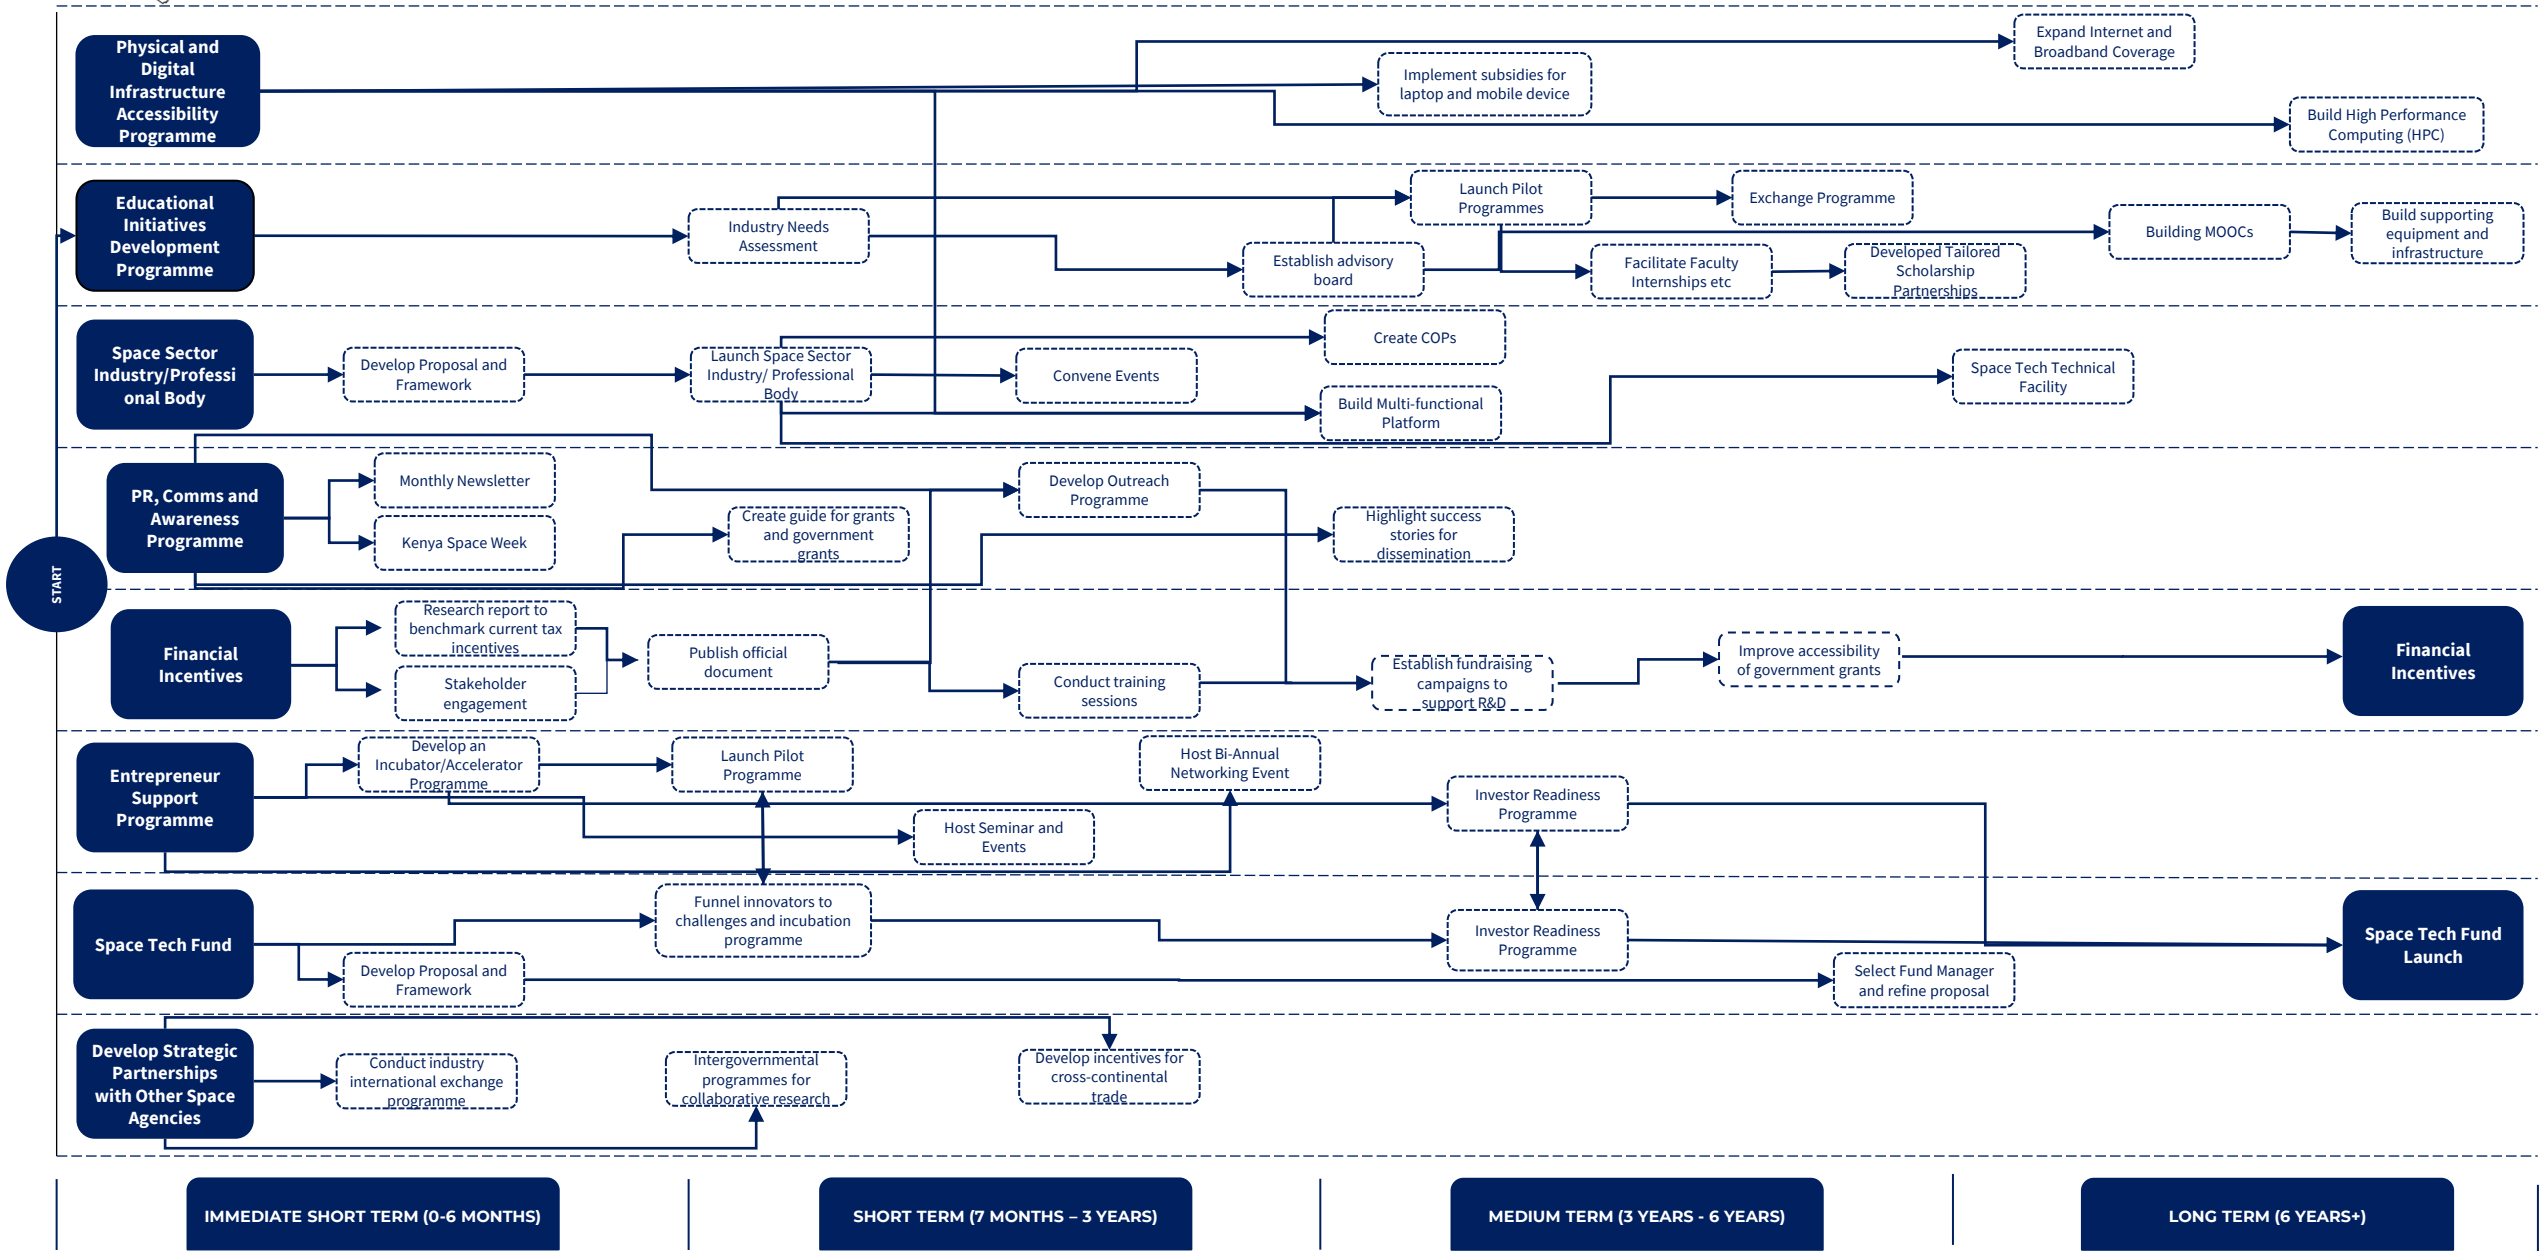 Physical and
Digital
Infrastructure
Accessibility
Programme
Implement subsidies for
laptop and mobile device
Expand Internet and
Broadband Coverage
Build High Performance
Computing (HPC)
Educational
Initiatives
Development
Programme
Industry Needs
Assessment
Establish advisory
board
Launch Pilot
Programmes
Exchange Programme
Facilitate Faculty
Internships etc
Developed Tailored
Scholarship
Partnerships
Building MOOCs
Build supporting
equipment and
infrastructure
Space Sector
Industry/Professi
onal Body
Develop Proposal and
Framework
Launch Space Sector
Industry/ Professional
Body
Convene Events
Create COPs
Build Multi-functional
Platform
Space Tech Technical
Facility
PR, Comms and
Awareness
Programme
Monthly Newsletter
Kenya Space Week
Create guide for grants
and government
grants
Develop Outreach
Programme
Highlight success
stories for
dissemination
START
Financial
Incentives
Research report to
benchmark current tax
incentives
Stakeholder
engagement
Publish official
document
Conduct training
sessions
Establish fundraising
campaigns to
support R&D
Improve accessibility
of government grants
Financial
Incentives
Entrepreneur
Support
Programme
Develop an
Incubator/Accelerator
Programme
Launch Pilot
Programme
Host Seminar and
Events
Host Bi-Annual
Networking Event
Investor Readiness
Programme
Space Tech Fund
Develop Proposal and
Framework
Funnel innovators to
challenges and incubation
programme
Investor Readiness
Programme
Select Fund Manager
and refine proposal
Space Tech Fund
Launch
Develop Strategic
Partnerships
with Other Space
Agencies
Conduct industry
international exchange
programme
Intergovernmental
programmes for
collaborative research
Develop incentives for
cross-continental
trade
IMMEDIATE SHORT TERM (0-6 MONTHS)
SHORT TERM (7 MONTHS – 3 YEARS)
MEDIUM TERM (3 YEARS - 6 YEARS)
LONG TERM (6 YEARS+)